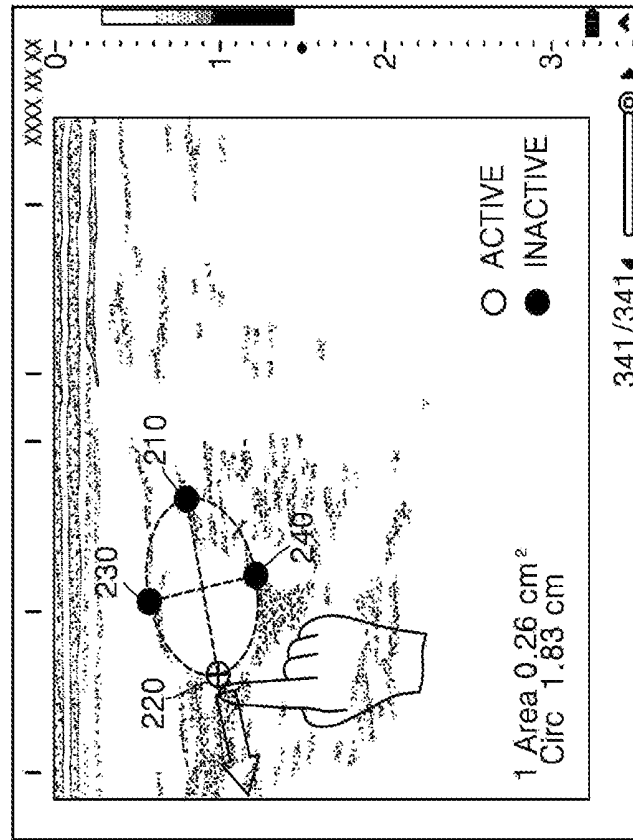 XXXX XX XX
0
1
2
3
230
210
220
240
ACTIVE
INACTIVE
1 Area 0.26 cm²
Circ 1.83 cm
341/341